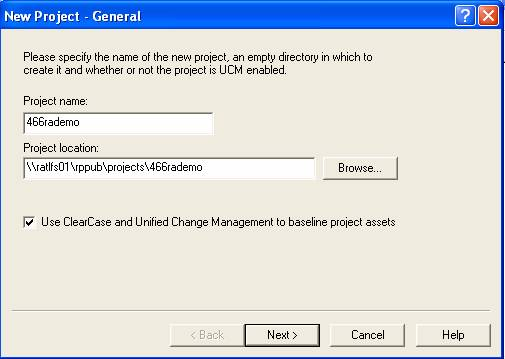 New Project - General
Please specify the name of the new project, an empty directory in which to
create it and whether or not the project is UCM enabled.
Project name:
466rademo
Project location:
\\ratlfs01\rppub\projects\466rademo
Browse...
Use ClearCase and Unified Change Management to baseline project assets
< Back Next > Cancel Help